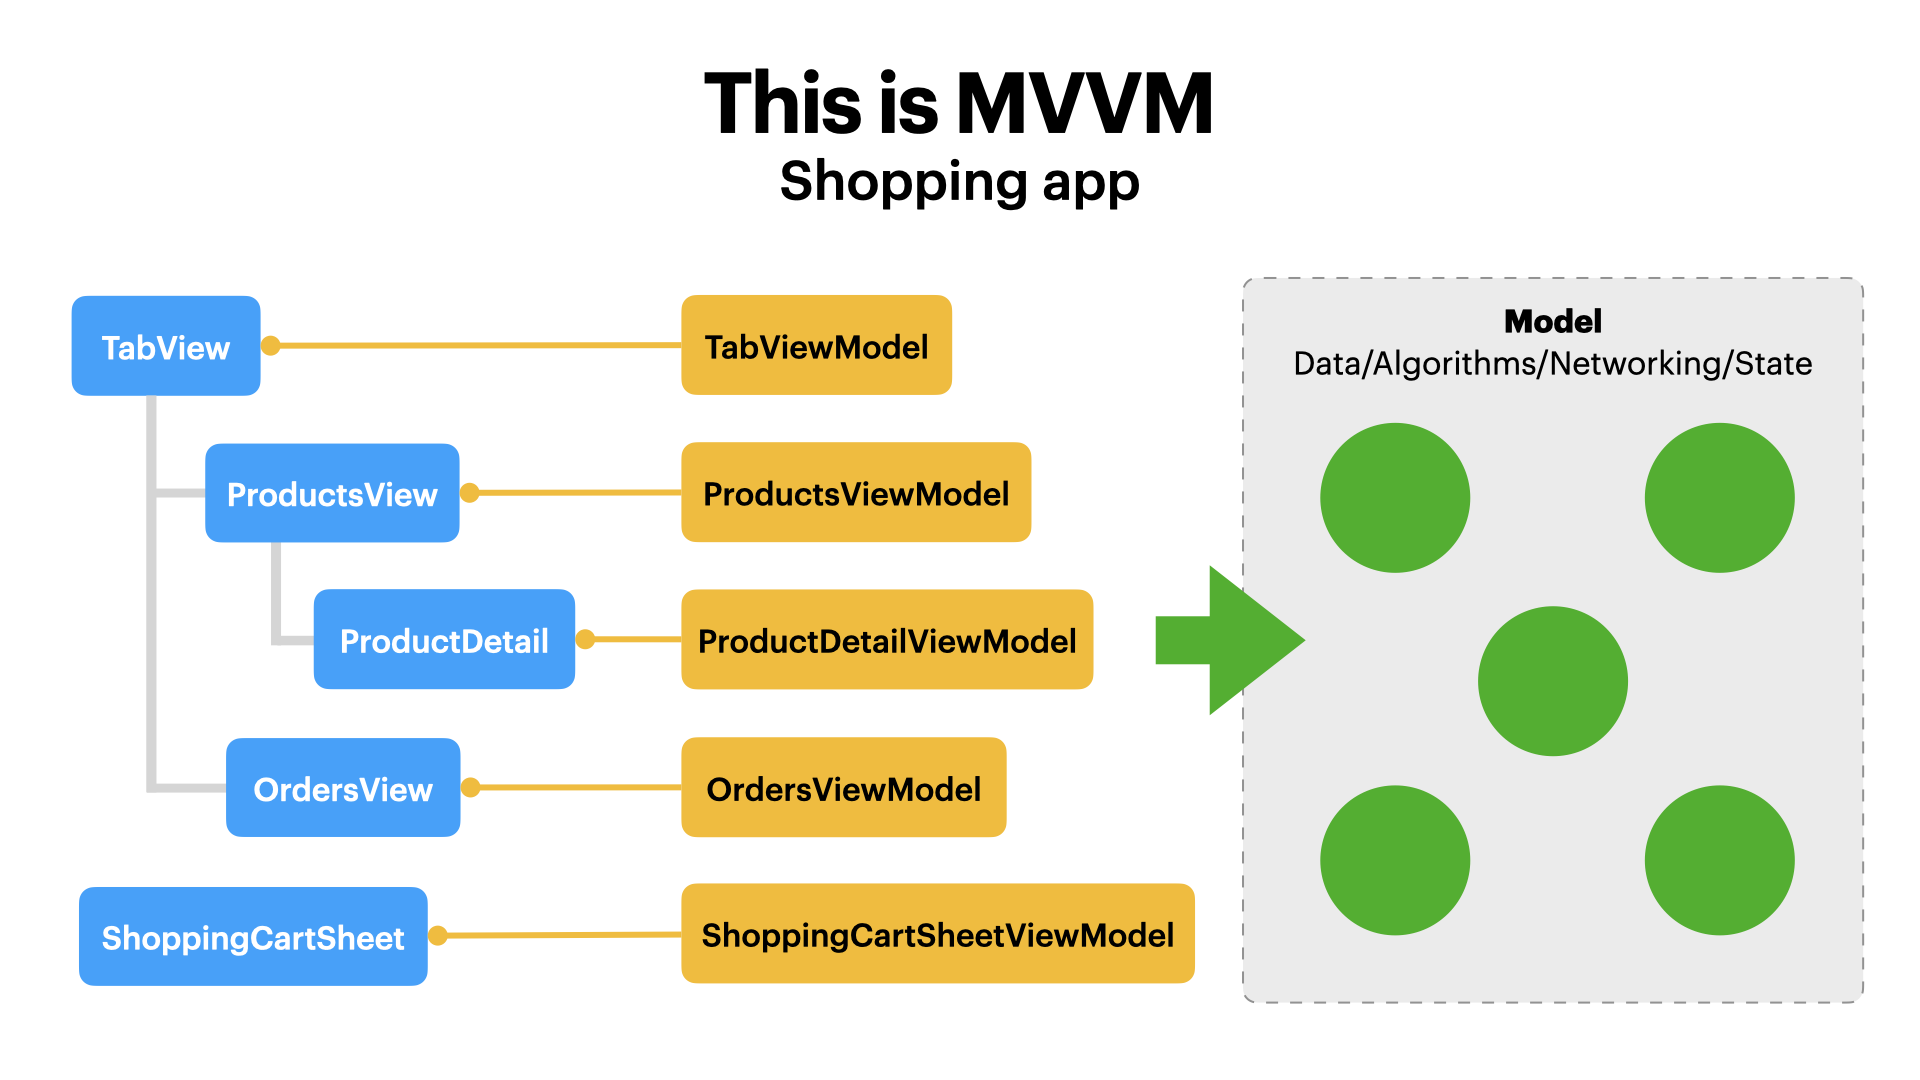 This is MVVM
Shopping app
TabView
TabViewModel
ProductsView
ProductsViewModel
ProductDetail
ProductDetailViewModel
OrdersView
OrdersViewModel
ShoppingCartSheet
ShoppingCartSheetViewModel
Model
Data/Algorithms/Networking/State